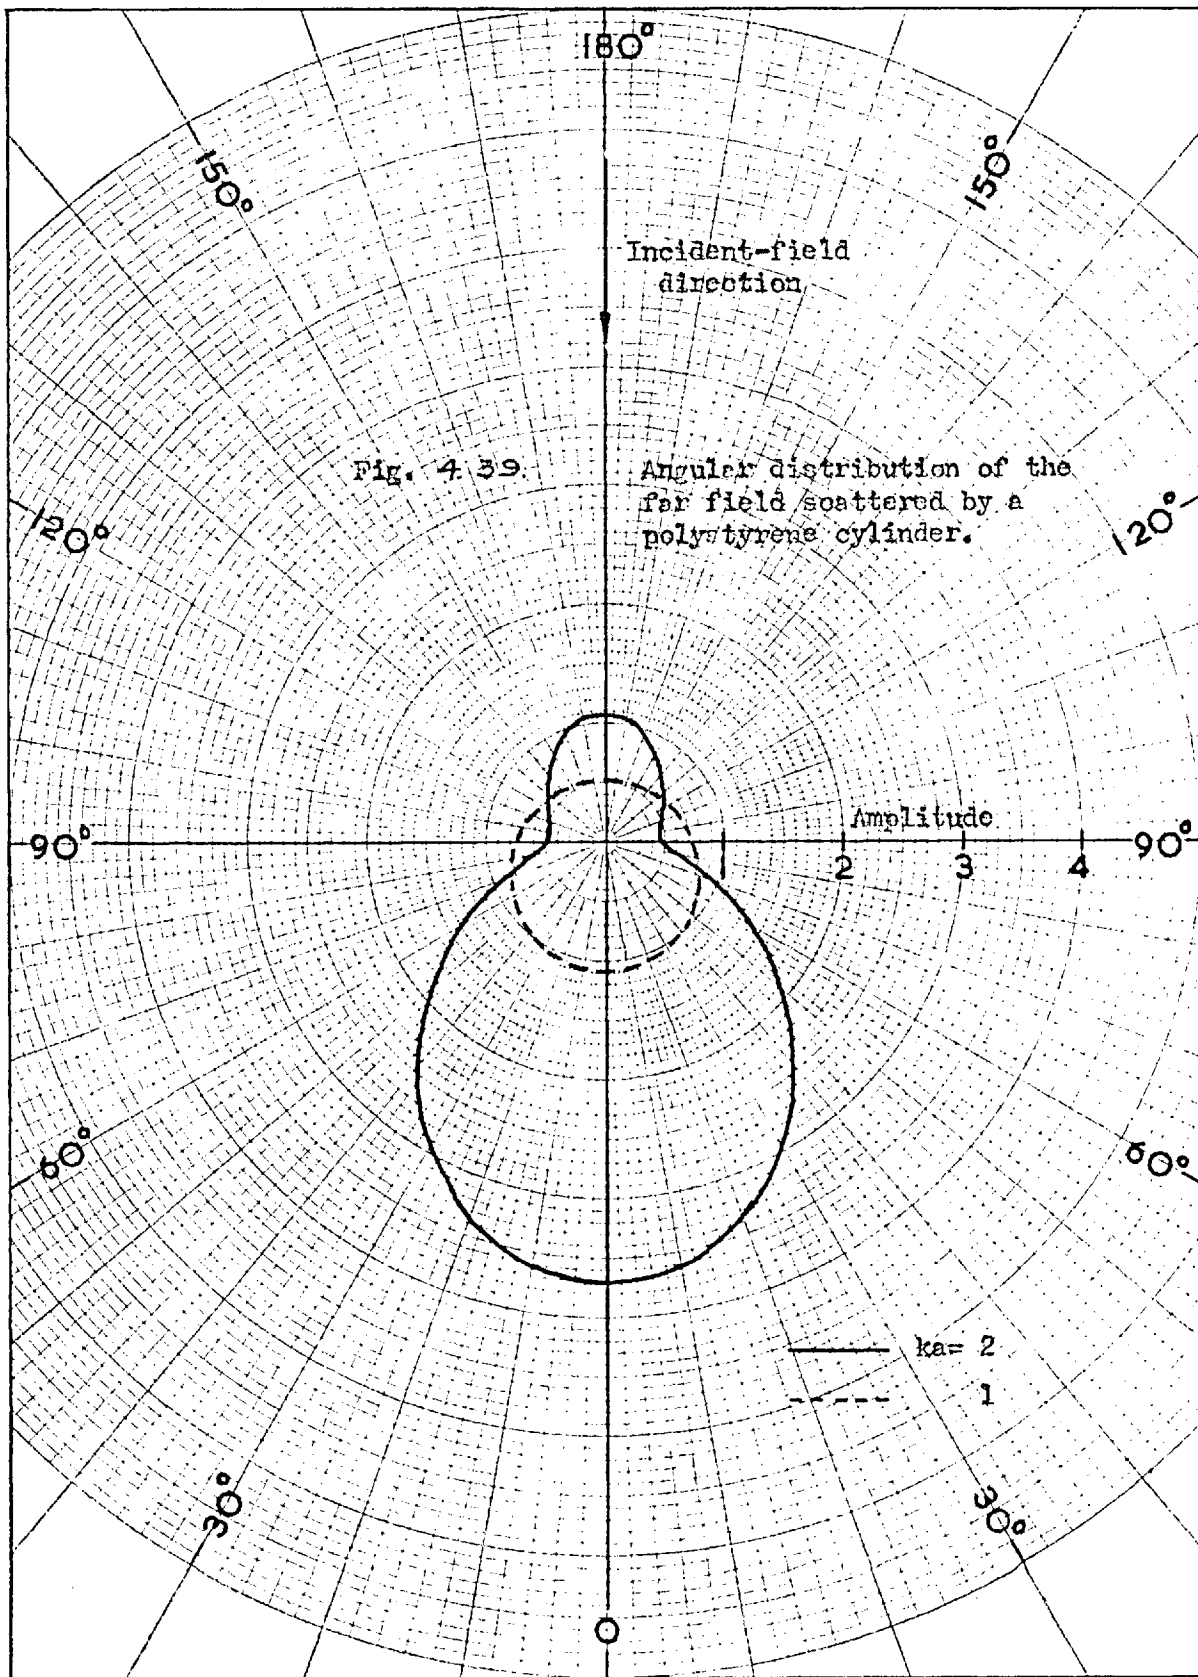 180°
150°
150°
Incident-field
direction
Fig. 4.39.
Angular distribution of the
far field scattered by a
polystyrene cylinder.
120°
120°
Amplitude
90°
1
2
3
4
90°
60°
60°
ka= 2
1
30°
30°
0